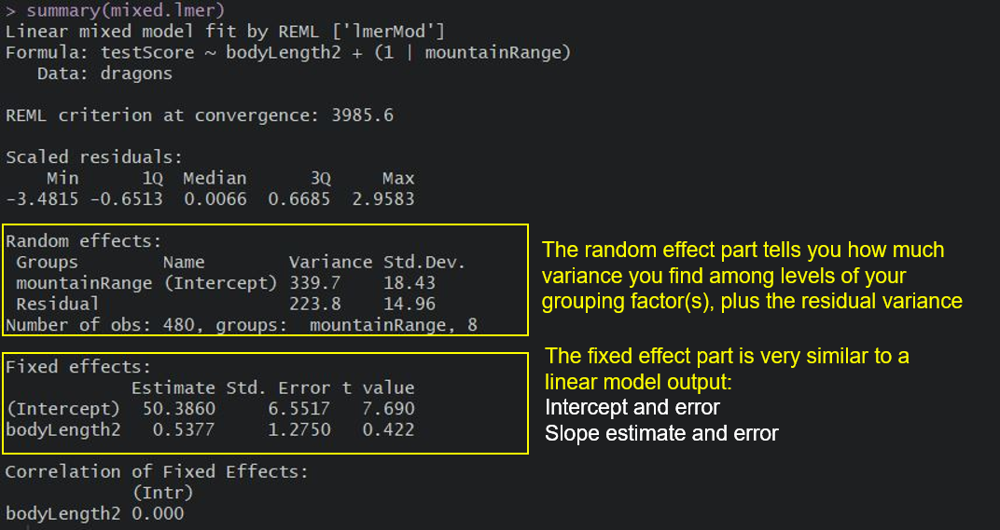 > summary(mixed.lmer)
Linear mixed model fit by REML ['lmerMod']
Formula: testScore ~ bodyLength2 + (1 | mountainRange)
   Data: dragons
REML criterion at convergence: 3985.6
Scaled residuals:
    Min      1Q  Median      3Q     Max
-3.4815 -0.6513  0.0066  0.6685  2.9583
Random effects:
 Groups        Name        Variance Std.Dev.
 mountainRange (Intercept) 339.7    18.43
 Residual                  223.8    14.96
Number of obs: 480, groups:  mountainRange, 8
The random effect part tells you how much
variance you find among levels of your
grouping factor(s), plus the residual variance
Fixed effects:
            Estimate Std. Error t value
(Intercept)  50.3860     6.5517   7.690
bodyLength2   0.5377     1.2750   0.422
The fixed effect part is very similar to a
linear model output:
Intercept and error
Slope estimate and error
Correlation of Fixed Effects:
            (Intr)
bodyLength2 0.000